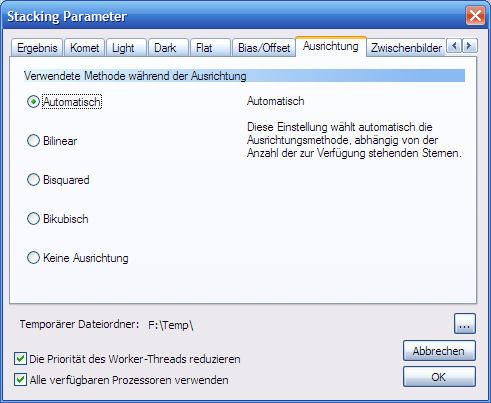 Stacking Parameter
Ergebnis Komet Light Dark Flat Bias/Offset Ausrichtung Zwischenbilder
Verwendete Methode während der Ausrichtung
Automatisch
Bilinear
Bisquared
Bikubisch
Keine Ausrichtung
Automatisch
Diese Einstellung wählt automatisch die
Ausrichtungsmethode, abhängig von der
Anzahl der zur Verfügung stehenden Sternen.
Temporärer Dateiordner: F:\Temp\
...
Die Priorität des Worker-Threads reduzieren
Alle verfügbaren Prozessoren verwenden
Abbrechen
OK